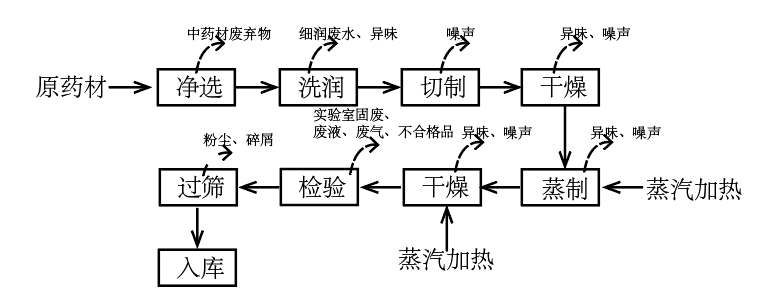 中药材废弃物
细润废水、异味
噪声
异味、噪声
原药材
净选
洗润
切制
干燥
实验室固废、
废液、废气、不合格品
粉尘、碎屑
异味、噪声
异味、噪声
过筛
检验
干燥
蒸制
蒸汽加热
蒸汽加热
入库